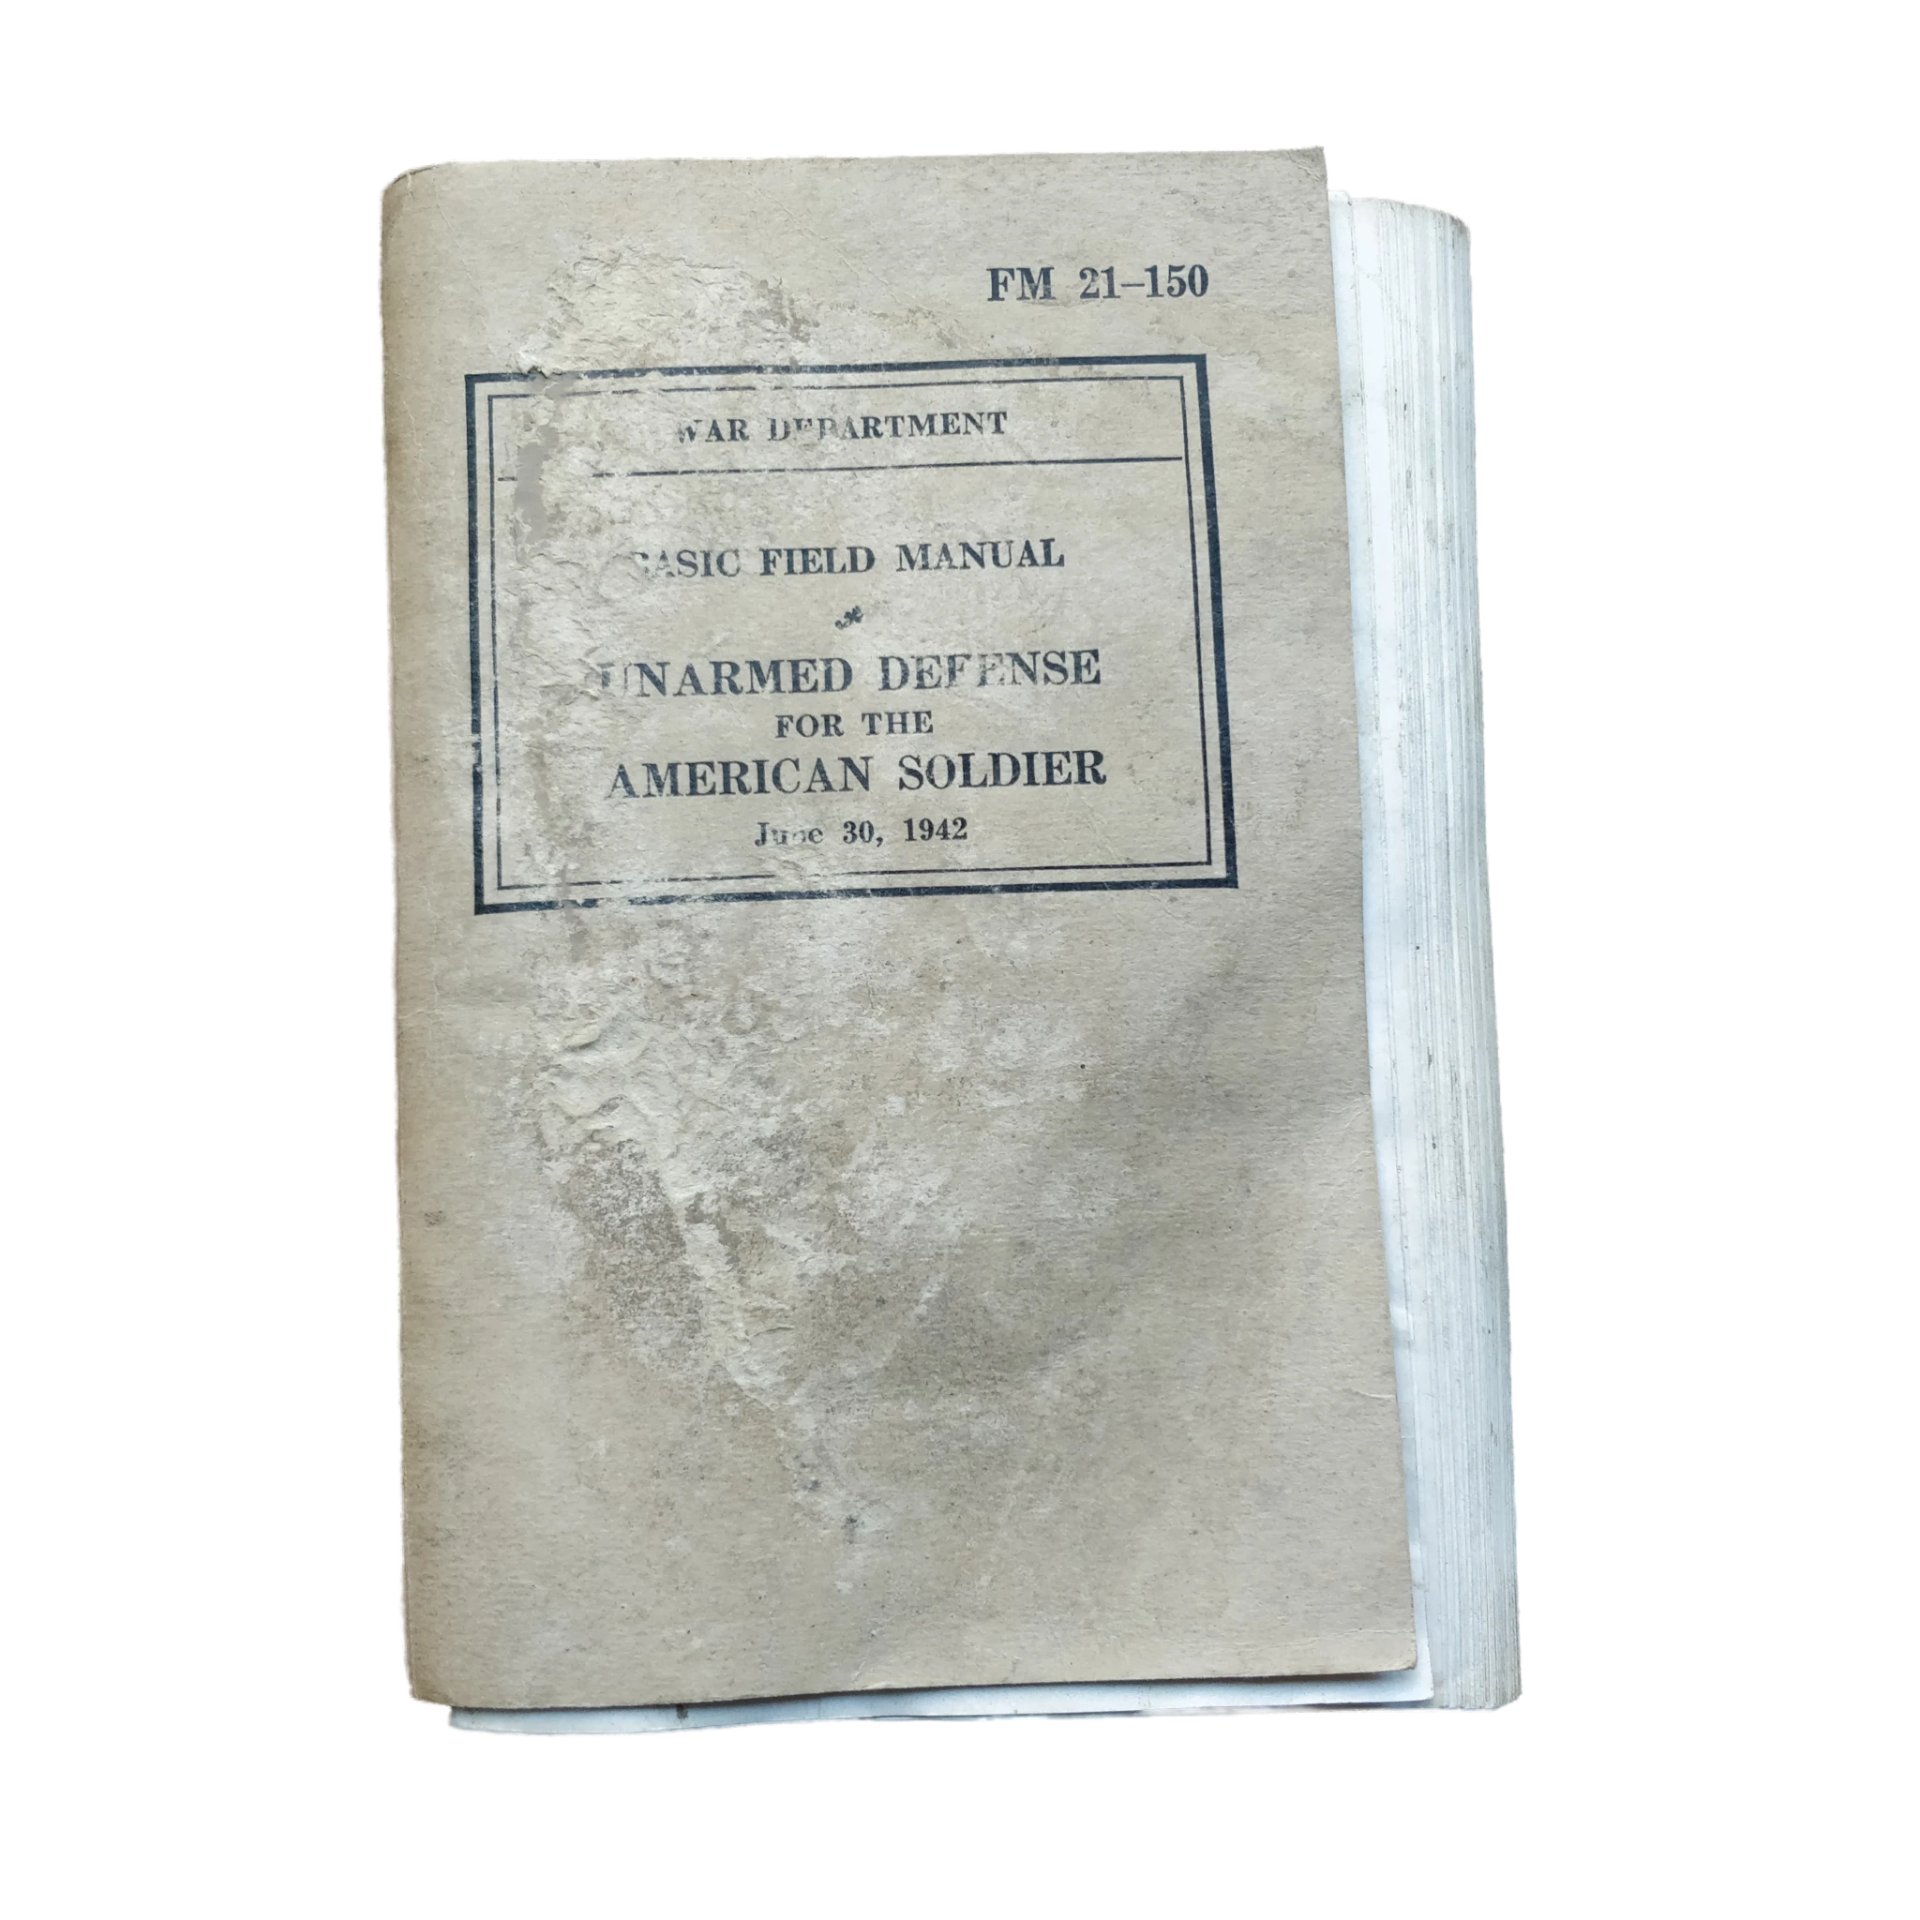 FM 21–150
WAR DEPARTMENT
BASIC FIELD MANUAL
UNARMED DEFENSE
FOR THE
AMERICAN SOLDIER
June 30, 1942